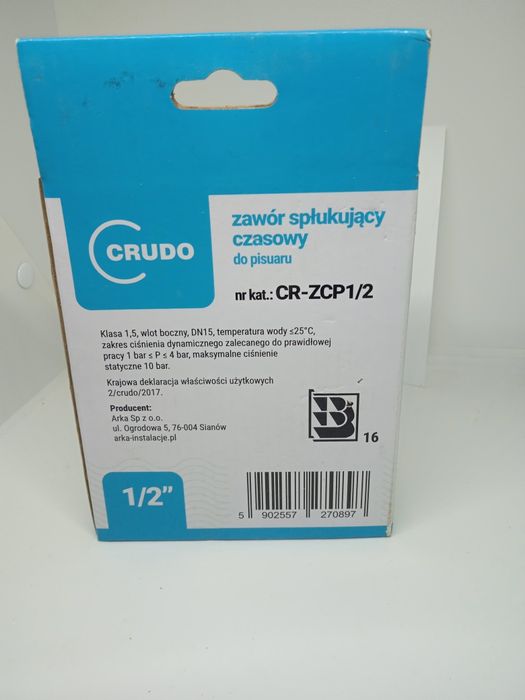 CRUDO
zawór spłukujący
czasowy
do pisuaru
nr kat.: CR-ZCP1/2
Klasa 1,5, wlot boczny, DN15, temperatura wody ≤25°C,
zakres ciśnienia dynamicznego zalecanego do prawidłowej
pracy 1 bar ≤ P ≤ 4 bar, maksymalne ciśnienie
statyczne 10 bar.
Krajowa deklaracja właściwości użytkowych
2/crudo/2017.
Producent:
Arka Sp z o.o.
ul. Ogrodowa 5, 76-004 Sianów
arka-instalacje.pl
B
16
1/2”
5 902557 270897